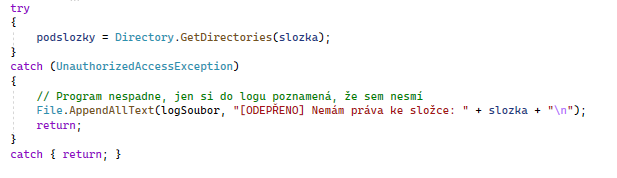 try
{
podslozky = Directory.GetDirectories(slozka);
}
catch (UnauthorizedAccessException)
{
// Program nespadne, jen si do logu poznamená, že sem nesmí
File.AppendAllText(logSoubor, "[ODEPŘENO] Nemám práva ke složce: " + slozka + "\n");
return;
}
catch { return; }